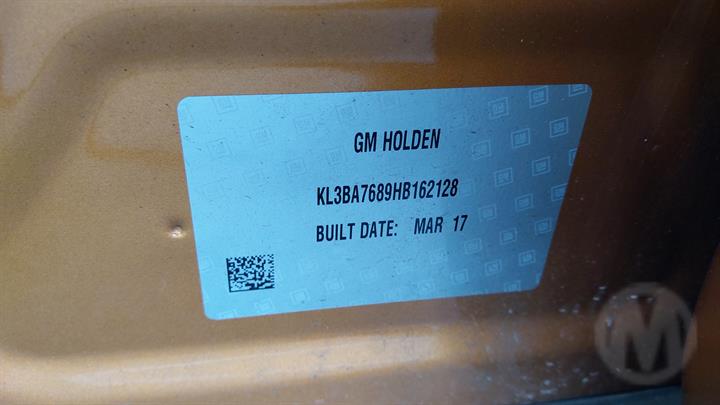 GM HOLDEN
KL3BA7689HB162128
BUILT DATE: MAR 17
M